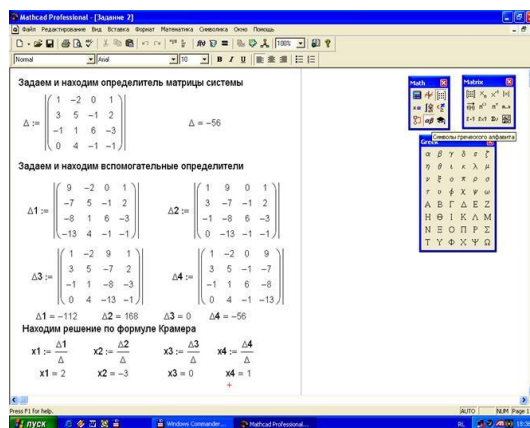 Mathcad Professional - [Задание 2]
Файл Редактирование Вид Вставка Формат Математика Символика Окно Помощь
100%
Normal Arial 10 B I U
Задаем и находим определитель матрицы системы
Δ := | ( 1 -2 0 1
3 5 -1 2
-1 1 6 -3
0 4 -1 -1 ) | Δ = -56
Задаем и находим вспомогательные определители
Δ1 := | ( 9 -2 0 1
-7 5 -1 2
-8 1 6 -3
-13 4 -1 -1 ) |
Δ2 := | ( 1 9 0 1
3 -7 -1 2
-1 -8 6 -3
0 -13 -1 -1 ) |
Δ3 := | ( 1 -2 9 1
3 5 -7 2
-1 1 -8 -3
0 4 -13 -1 ) |
Δ4 := | ( 1 -2 0 9
3 5 -1 -7
-1 1 6 -8
0 4 -1 -13 ) |
Δ1 = -112 Δ2 = 168 Δ3 = 0 Δ4 = -56
Находим решение по формуле Крамера
x1 := Δ1/Δ x2 := Δ2/Δ x3 := Δ3/Δ x4 := Δ4/Δ
x1 = 2 x2 = -3 x3 = 0 x4 = 1
Math
Matrix
Символы греческого алфавита
Greek
α β γ δ ε ζ
η θ ι κ λ μ
ν ξ ο π ρ σ
τ υ φ χ ψ ω
Α Β Γ Δ Ε Ζ
Η Θ Ι Κ Λ Μ
Ν Ξ Ο Π Ρ Σ
Τ Υ Φ Χ Ψ Ω
Press F1 for help. AUTO NUM Page 1
пуск Windows Commander... Mathcad Professional... RL